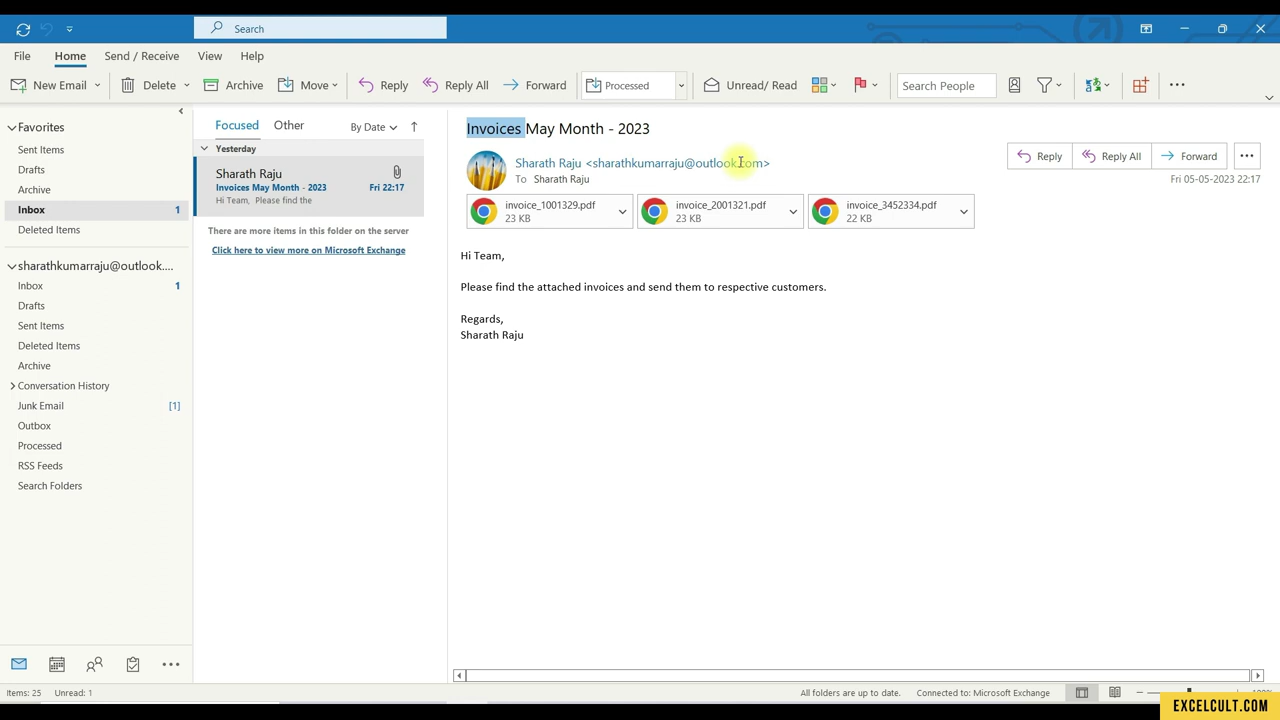 Search
File Home Send / Receive View Help
New Email Delete Archive Move Reply Reply All Forward Processed Unread/ Read Search People
Favorites
Sent Items
Drafts
Archive
Inbox 1
Deleted Items
sharathkumarraju@outlook....
Inbox 1
Drafts
Sent Items
Deleted Items
Archive
Conversation History
Junk Email [1]
Outbox
Processed
RSS Feeds
Search Folders
Focused Other By Date
Yesterday
Sharath Raju
Invoices May Month - 2023 Fri 22:17
Hi Team, Please find the
There are more items in this folder on the server
Click here to view more on Microsoft Exchange
Invoices May Month - 2023
Sharath Raju <sharathkumarraju@outlook.com>
To Sharath Raju
Reply Reply All Forward
Fri 05-05-2023 22:17
invoice_1001329.pdf
23 KB
invoice_2001321.pdf
23 KB
invoice_3452334.pdf
22 KB
Hi Team,
Please find the attached invoices and send them to respective customers.
Regards,
Sharath Raju
Items: 25 Unread: 1 All folders are up to date. Connected to: Microsoft Exchange
EXCELCULT.COM